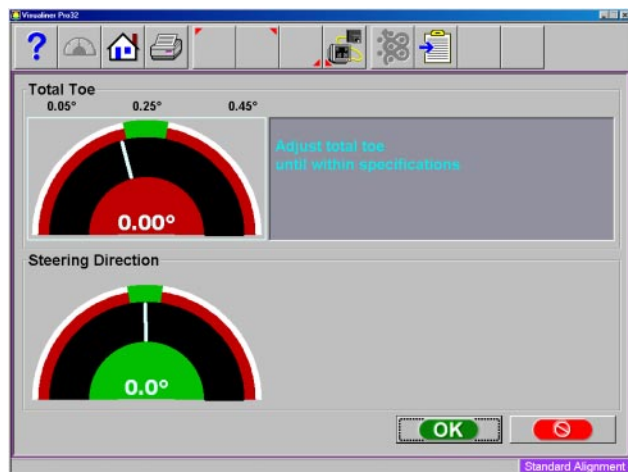 Visualiner Pro32
?
Total Toe
0.05° 0.25° 0.45°
Adjust total toe
until within specifications
0.00°
Steering Direction
0.0°
OK
Standard Alignment